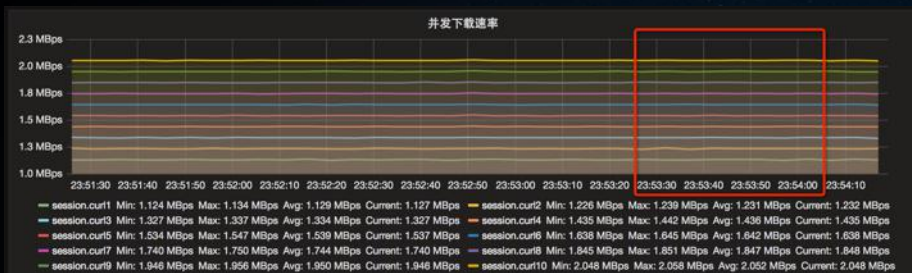 并发下载速率
2.3 MBps
2.0 MBps
1.8 MBps
1.5 MBps
1.3 MBps
1.0 MBps
23:51:30 23:51:40 23:51:50 23:52:00 23:52:10 23:52:20 23:52:30 23:52:40 23:52:50 23:53:00 23:53:10 23:53:20 23:53:30 23:53:40 23:53:50 23:54:00 23:54:10
session.curl1 Min: 1.124 MBps Max: 1.134 MBps Avg: 1.129 MBps Current: 1.127 MBps session.curl2 Min: 1.226 MBps Max: 1.239 MBps Avg: 1.231 MBps Current: 1.232 MBps
session.curl3 Min: 1.327 MBps Max: 1.337 MBps Avg: 1.334 MBps Current: 1.327 MBps session.curl4 Min: 1.435 MBps Max: 1.442 MBps Avg: 1.436 MBps Current: 1.435 MBps
session.curl5 Min: 1.534 MBps Max: 1.547 MBps Avg: 1.539 MBps Current: 1.537 MBps session.curl6 Min: 1.638 MBps Max: 1.645 MBps Avg: 1.642 MBps Current: 1.638 MBps
session.curl7 Min: 1.740 MBps Max: 1.750 MBps Avg: 1.744 MBps Current: 1.740 MBps session.curl8 Min: 1.845 MBps Max: 1.851 MBps Avg: 1.847 MBps Current: 1.848 MBps
session.curl9 Min: 1.946 MBps Max: 1.956 MBps Avg: 1.950 MBps Current: 1.946 MBps session.curl10 Min: 2.048 MBps Max: 2.058 MBps Avg: 2.052 MBps Current: 2.048 MBps